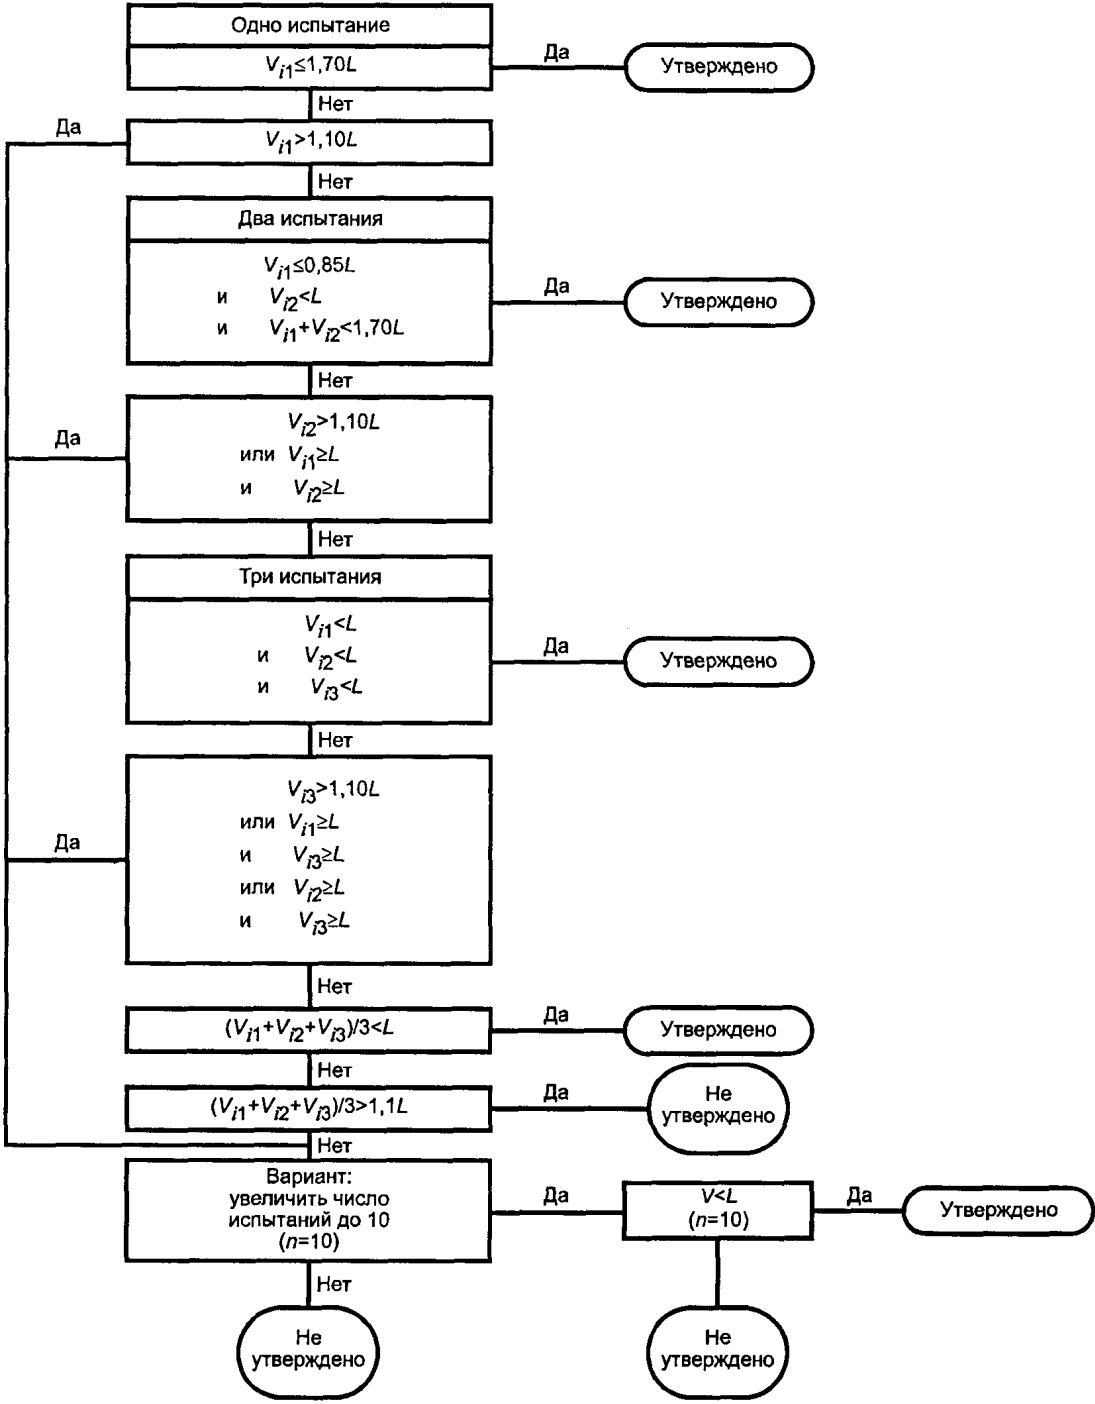 Одно испытание
Vi1≤1,70L
Да
Утверждено
Нет
Да
Vi1>1,10L
Нет
Два испытания
Vi1≤0,85L
и Vi2<L
и Vi1+Vi2<1,70L
Да
Утверждено
Нет
Да
Vi2>1,10L
или Vi1≥L
и Vi2≥L
Нет
Три испытания
Vi1<L
и Vi2<L
и Vi3<L
Да
Утверждено
Нет
Да
Vi3>1,10L
или Vi1≥L
и Vi3≥L
или Vi2≥L
и Vi3≥L
Нет
(Vi1+Vi2+Vi3)/3<L
Да
Утверждено
Нет
(Vi1+Vi2+Vi3)/3>1,1L
Да
Не
утверждено
Нет
Вариант:
увеличить число
испытаний до 10
(n=10)
Да
V<L
(n=10)
Да
Утверждено
Нет
Не
утверждено
Не
утверждено